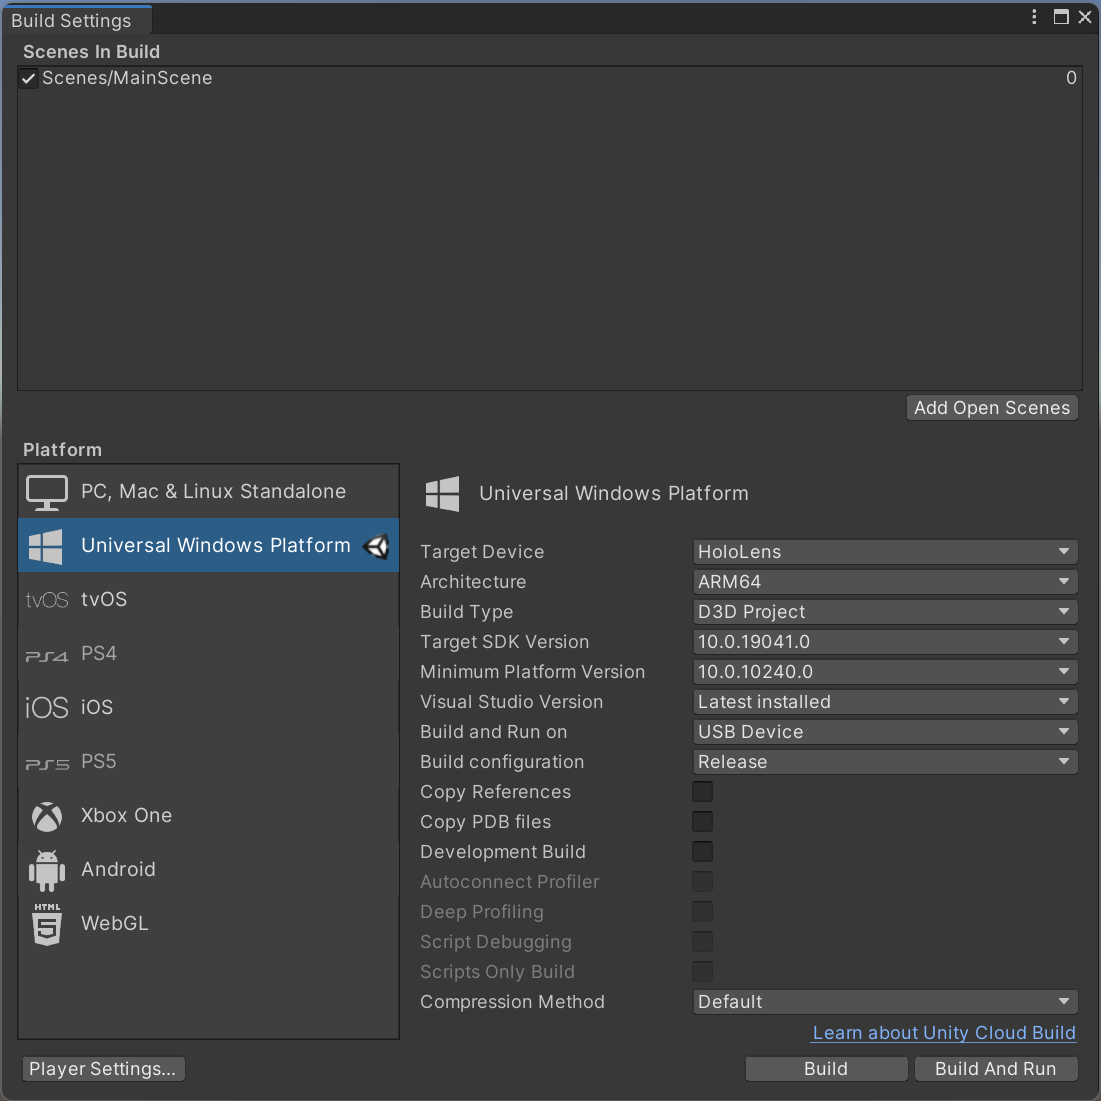 Build Settings
Scenes In Build
Scenes/MainScene 0
Add Open Scenes
Platform
PC, Mac & Linux Standalone
Universal Windows Platform
tvOS tvOS
PS4 PS4
iOS iOS
PS5 PS5
Xbox One
Android
HTML 5 WebGL
Universal Windows Platform
Target Device HoloLens
Architecture ARM64
Build Type D3D Project
Target SDK Version 10.0.19041.0
Minimum Platform Version 10.0.10240.0
Visual Studio Version Latest installed
Build and Run on USB Device
Build configuration Release
Copy References
Copy PDB files
Development Build
Autoconnect Profiler
Deep Profiling
Script Debugging
Scripts Only Build
Compression Method Default
Learn about Unity Cloud Build
Player Settings... Build Build And Run